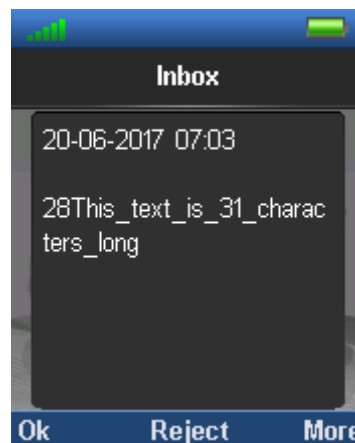 Inbox
20-06-2017 07:03
28This_text_is_31_charac
ters_long
Ok Reject More